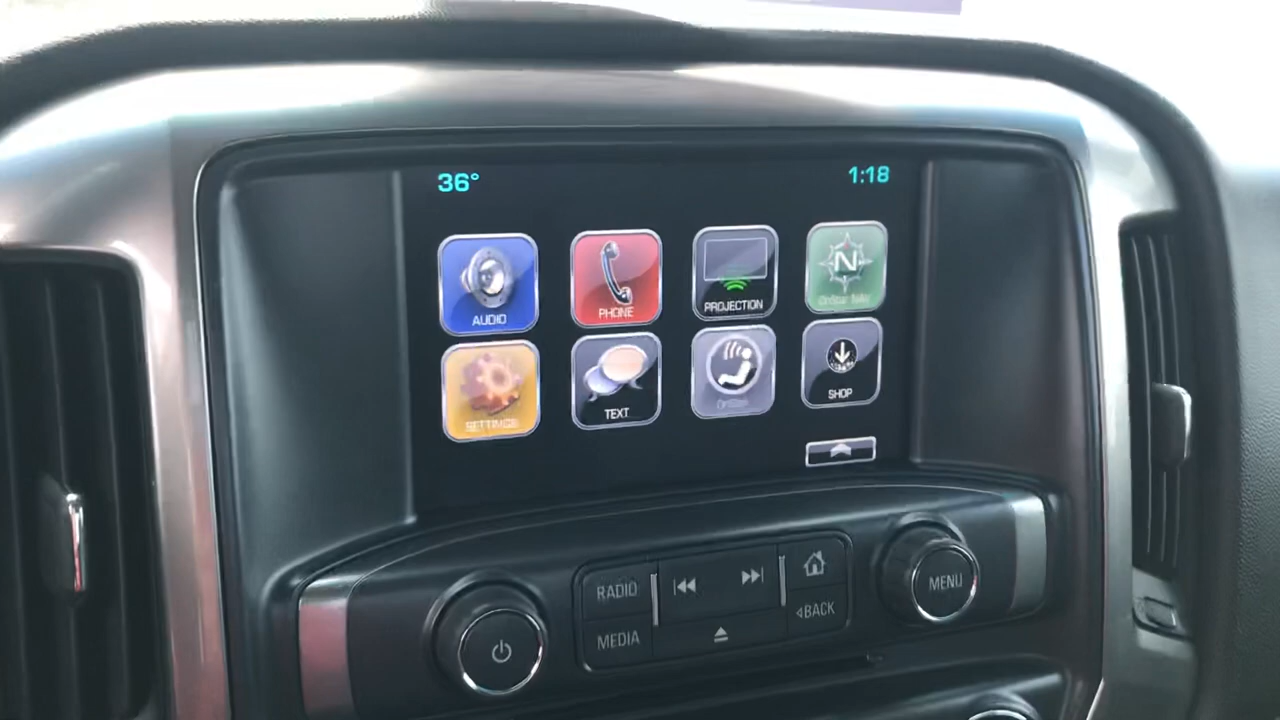 36°
1:18
AUDIO
PHONE
PROJECTION
N
OnStar Nav
SETTINGS
TEXT
OnStar
SHOP
RADIO
MEDIA
BACK
MENU